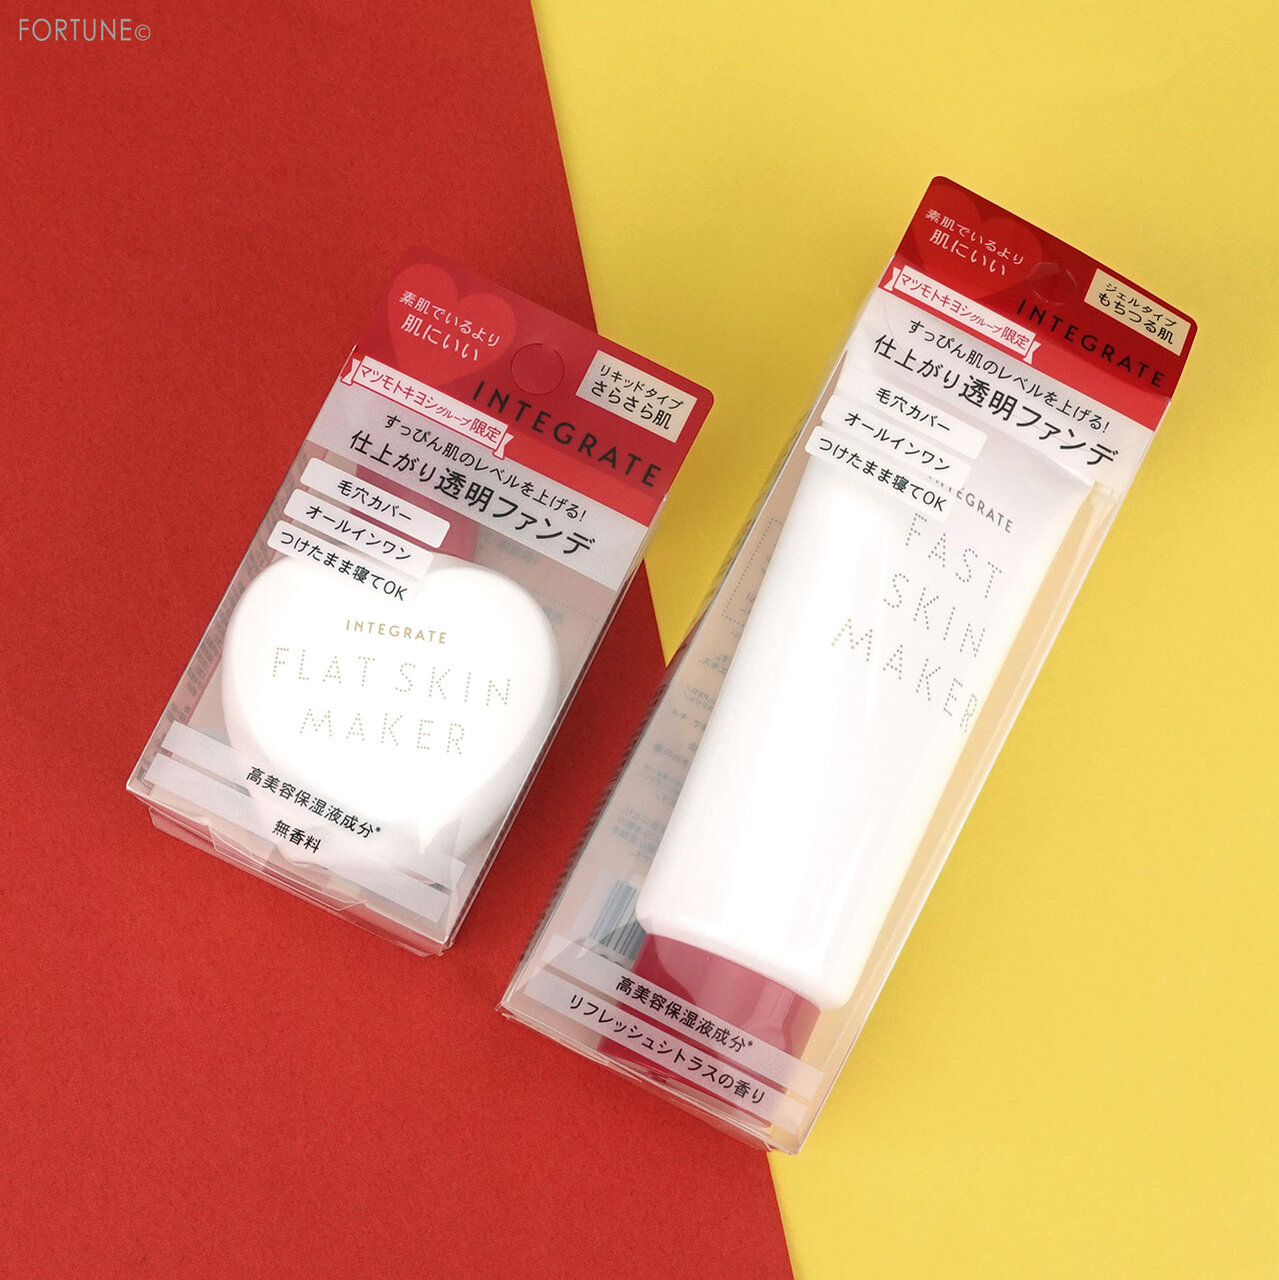 FORTUNE©
素肌でいるより
肌にいい
リキッドタイプ
さらさら肌
INTEGRATE
マツモトキヨシグループ限定
すっぴん肌のレベルを上げる!
仕上がり透明ファンデ
毛穴カバー
オールインワン
つけたまま寝てOK
INTEGRATE
FLAT SKIN
MAKER
高美容保湿液成分*
無香料
素肌でいるより
肌にいい
ジェルタイプ
もちつる肌
INTEGRATE
マツモトキヨシグループ限定
すっぴん肌のレベルを上げる!
仕上がり透明ファンデ
毛穴カバー
オールインワン
つけたまま寝てOK
INTEGRATE
FAST
SKIN
MAKER
高美容保湿液成分*
リフレッシュシトラスの香り